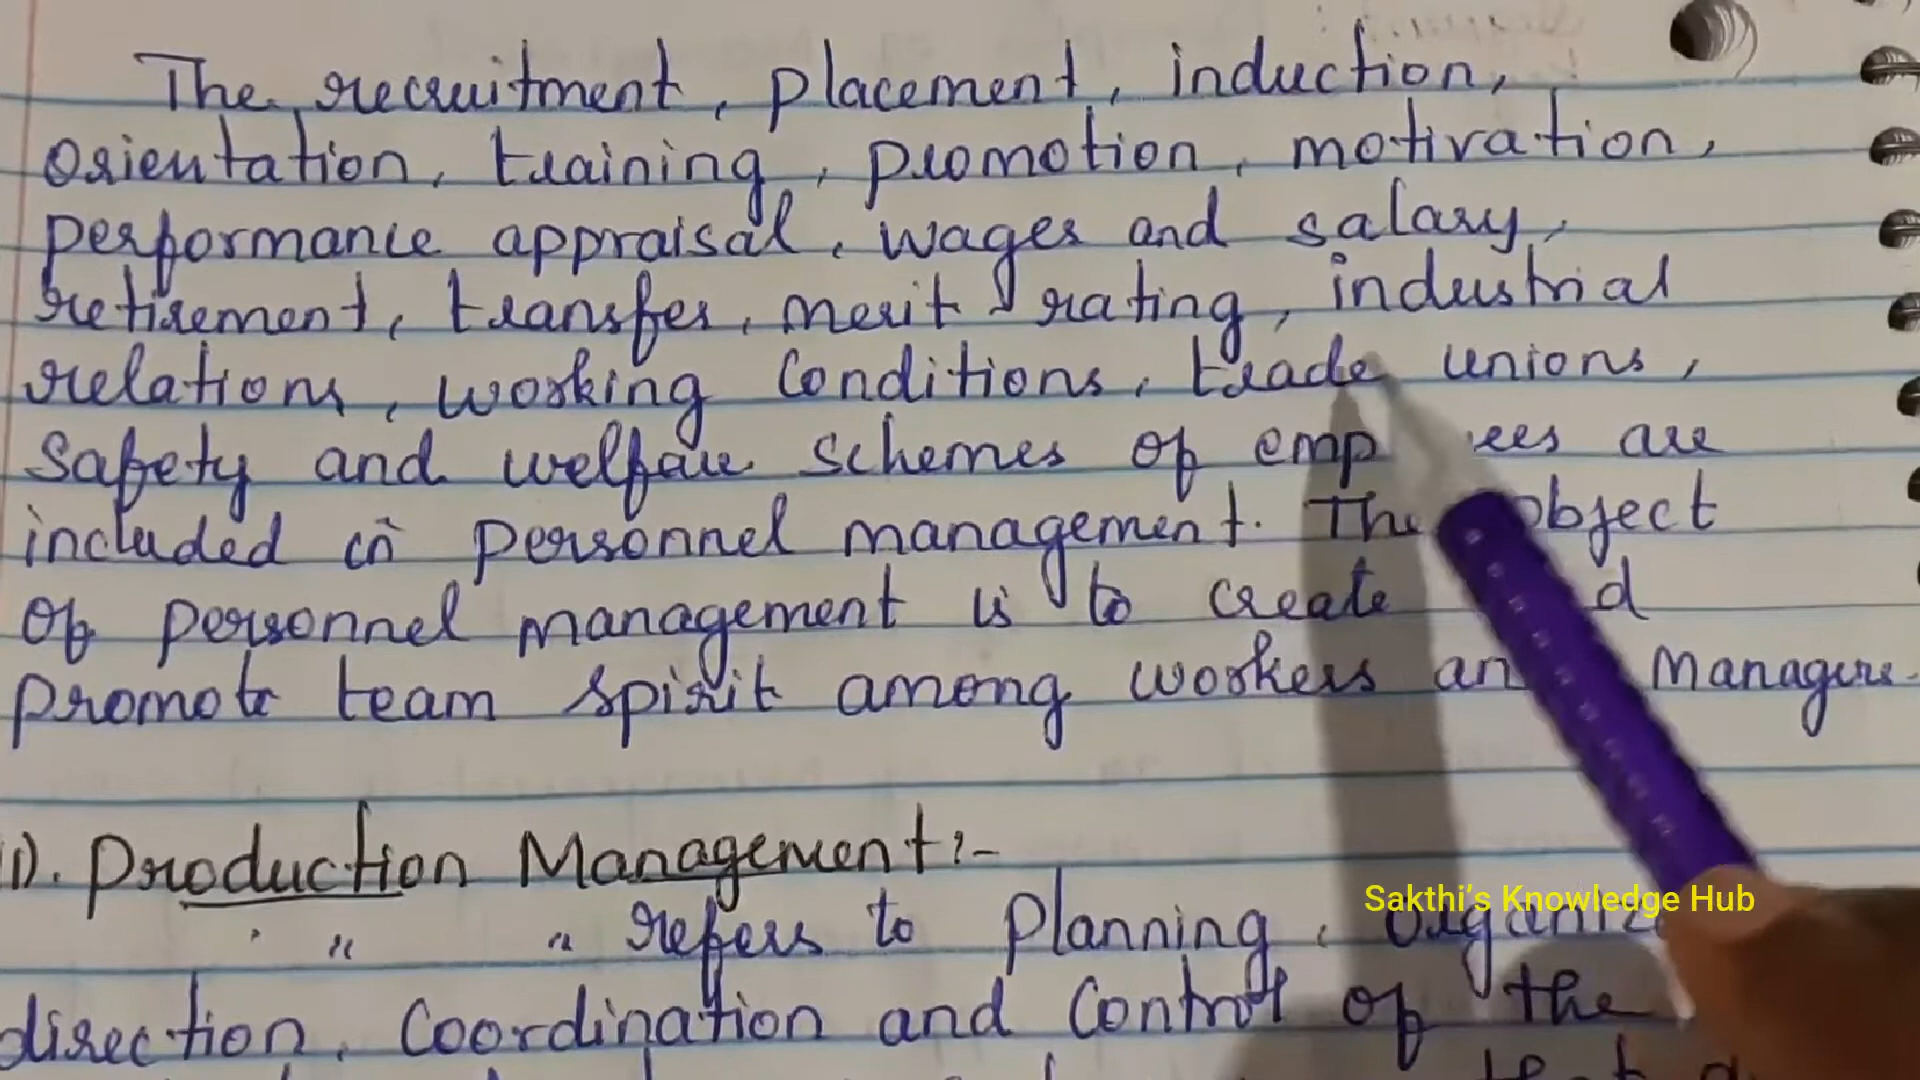 The recruitment, placement, induction,
orientation, training, promotion, motivation,
performance appraisal, wages and salary,
retirement, transfer, merit rating, industrial
relations, working conditions, trade unions,
safety and welfare schemes of emp ees are
included in personnel management. The object
of personnel management is to create d
promote team spirit among workers an
1). Production Management:-
" " refers to planning,
Sakthi's Knowledge Hub
direction, coordination and control of the